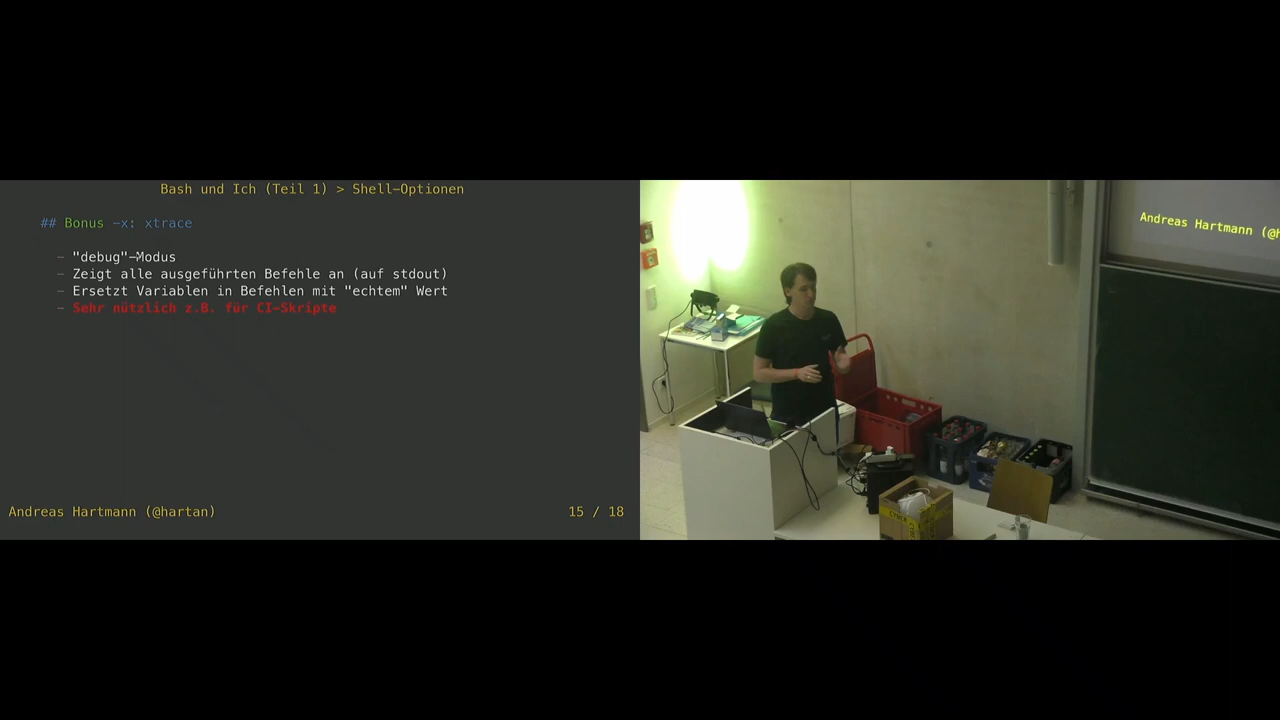 Bash und Ich (Teil 1) > Shell-Optionen
## Bonus -x: xtrace
- "debug"-Modus
- Zeigt alle ausgeführten Befehle an (auf stdout)
- Ersetzt Variablen in Befehlen mit "echtem" Wert
- Sehr nützlich z.B. für CI-Skripte
Andreas Hartmann (@hartan)
15 / 18
Andreas Hartmann (@h